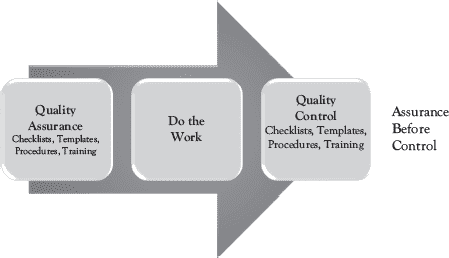 Quality
Assurance
Checklists, Templates,
Procedures, Training
Do the
Work
Quality
Control
Checklists, Templates,
Procedures, Training
Assurance
Before
Control